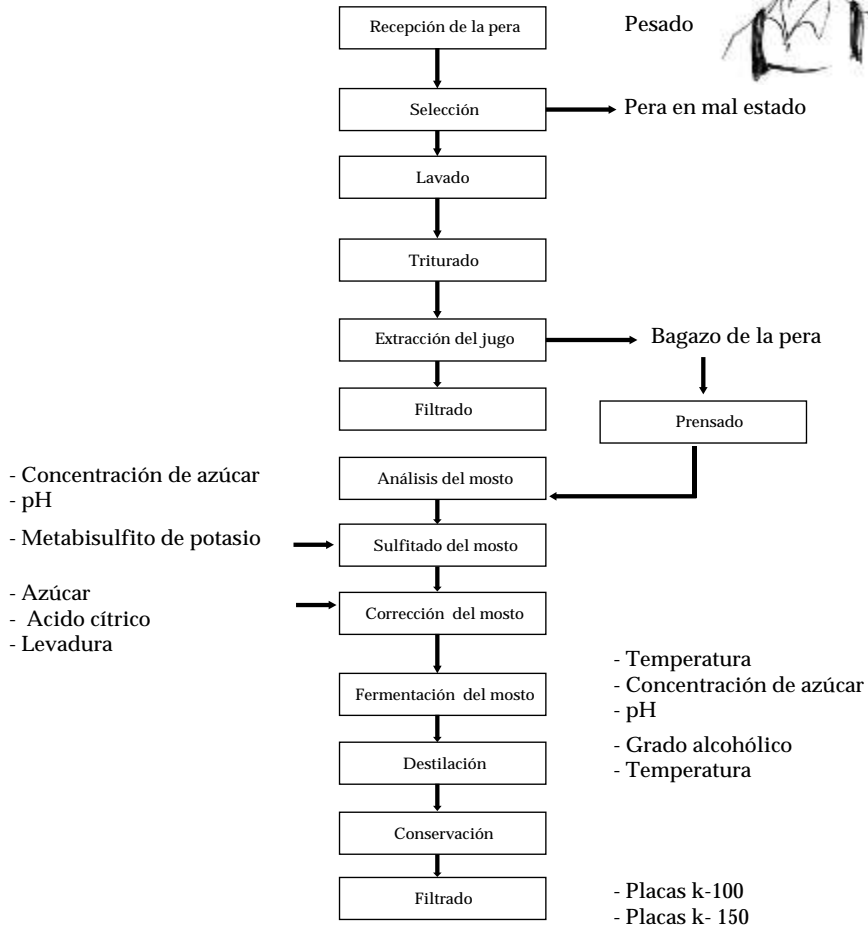 Recepción de la pera
Pesado
Selección
Pera en mal estado
Lavado
Triturado
Extracción del jugo
Bagazo de la pera
Filtrado
Prensado
- Concentración de azúcar
- pH
Análisis del mosto
- Metabisulfito de potasio
Sulfitado del mosto
- Azúcar
- Acido cítrico
- Levadura
Corrección del mosto
Fermentación del mosto
- Temperatura
- Concentración de azúcar
- pH
Destilación
- Grado alcohólico
- Temperatura
Conservación
Filtrado
- Placas k-100
- Placas k- 150